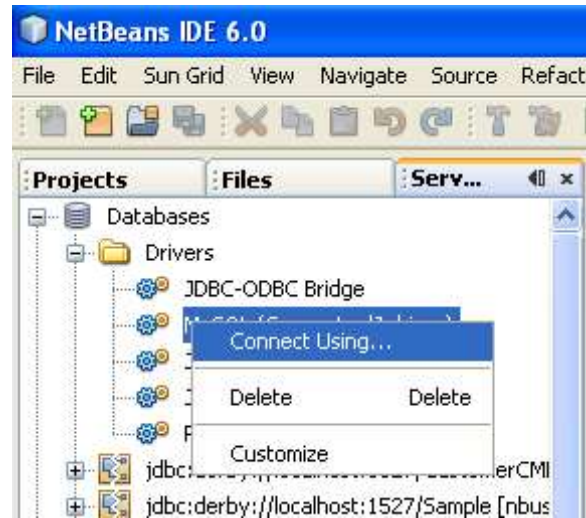 NetBeans IDE 6.0
File Edit Sun Grid View Navigate Source Refact
Projects Files Serv...
Databases
Drivers
JDBC-ODBC Bridge
Connect Using...
Delete Delete
Customize
jdbc:derby://localhost:1527/Sample [nbus